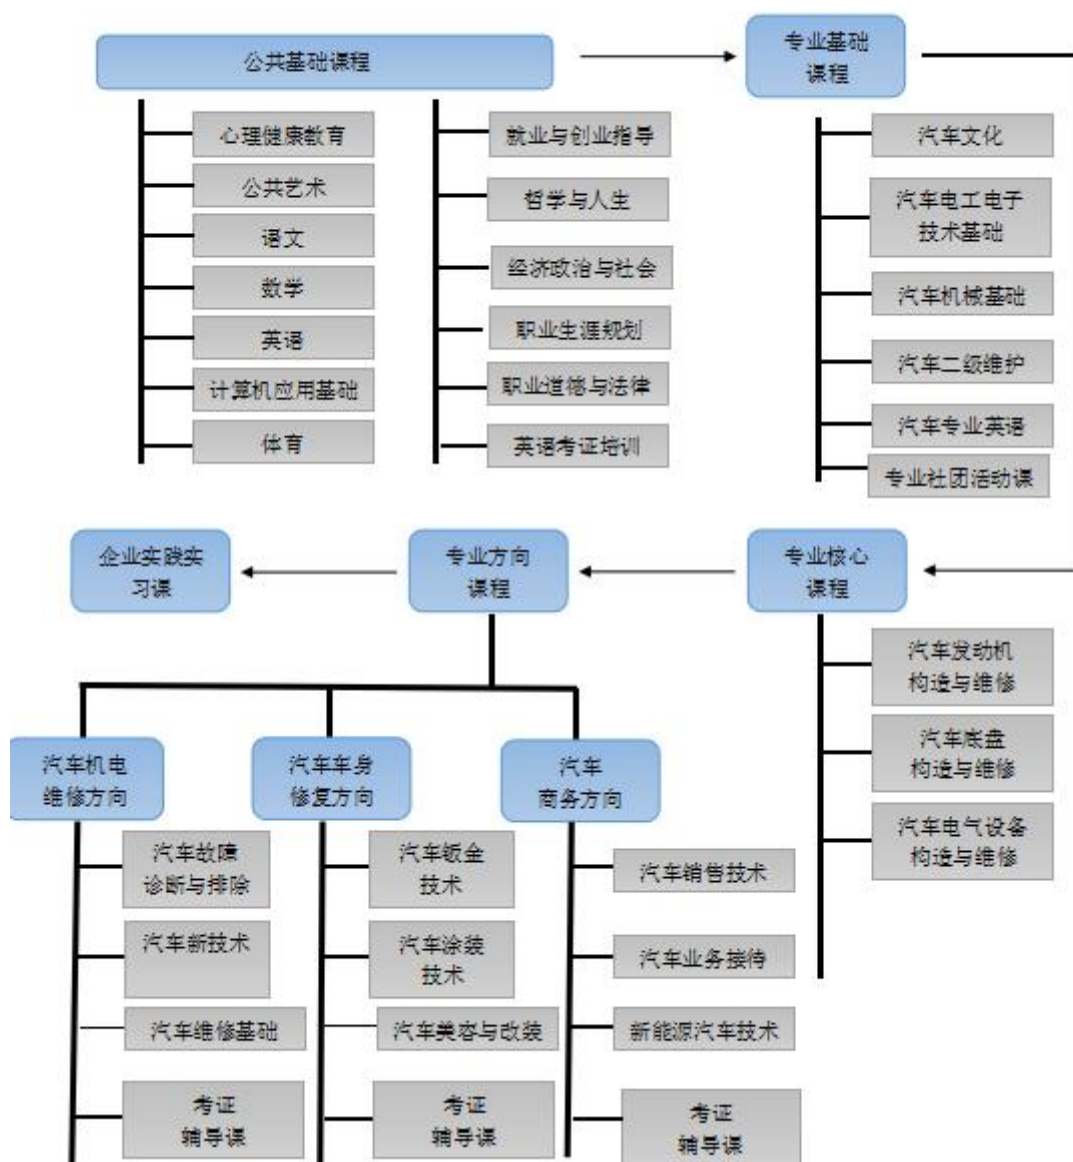 公共基础课程
专业基础
课程
心理健康教育
公共艺术
语文
数学
英语
计算机应用基础
体育
就业与创业指导
哲学与人生
经济政治与社会
职业生涯规划
职业道德与法律
英语考证培训
汽车文化
汽车电工电子
技术基础
汽车机械基础
汽车二级维护
汽车专业英语
专业社团活动课
企业实践实
习课
专业方向
课程
专业核心
课程
汽车发动机
构造与维修
汽车底盘
构造与维修
汽车电气设备
构造与维修
汽车机电
维修方向
汽车故障
诊断与排除
汽车新技术
汽车维修基础
考证
辅导课
汽车车身
修复方向
汽车钣金
技术
汽车涂装
技术
汽车美容与改装
考证
辅导课
汽车
商务方向
汽车销售技术
汽车业务接待
新能源汽车技术
考证
辅导课